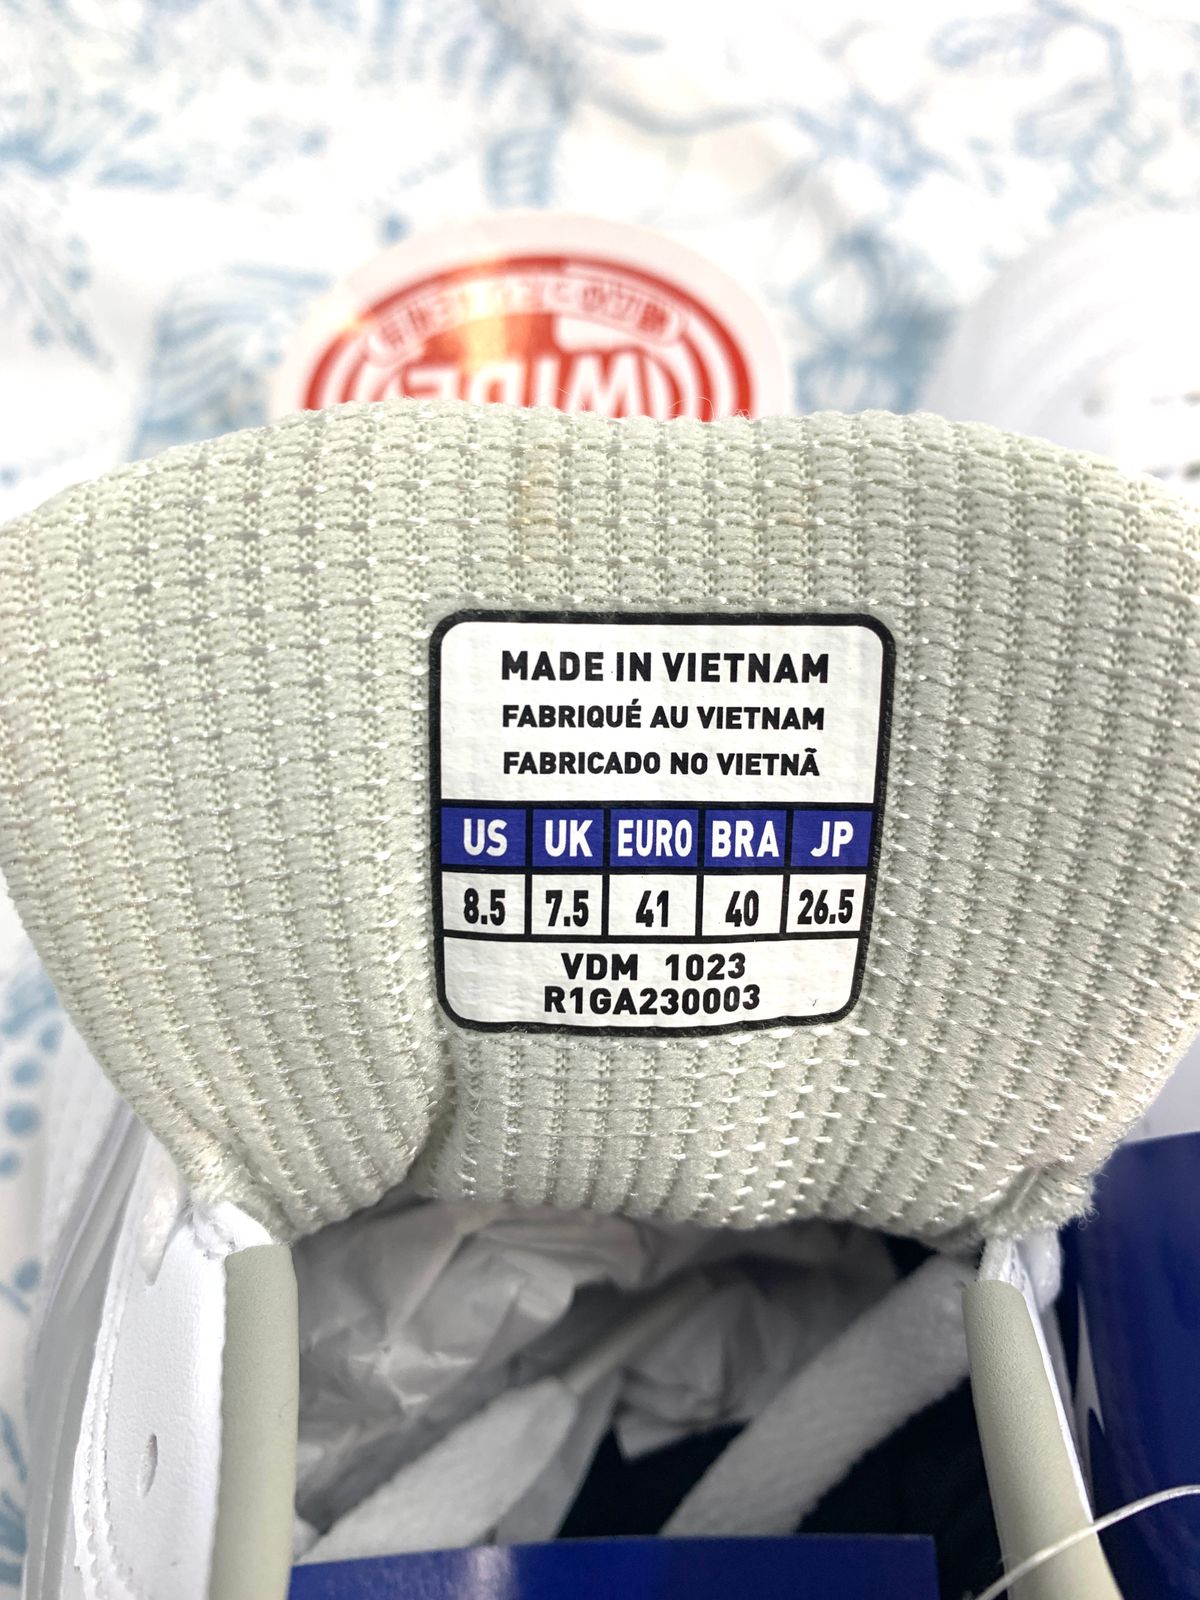 WIDE
MADE IN VIETNAM
FABRIQUÉ AU VIETNAM
FABRICADO NO VIETNÃ
US UK EURO BRA JP
8.5 7.5 41 40 26.5
VDM 1023
R1GA230003